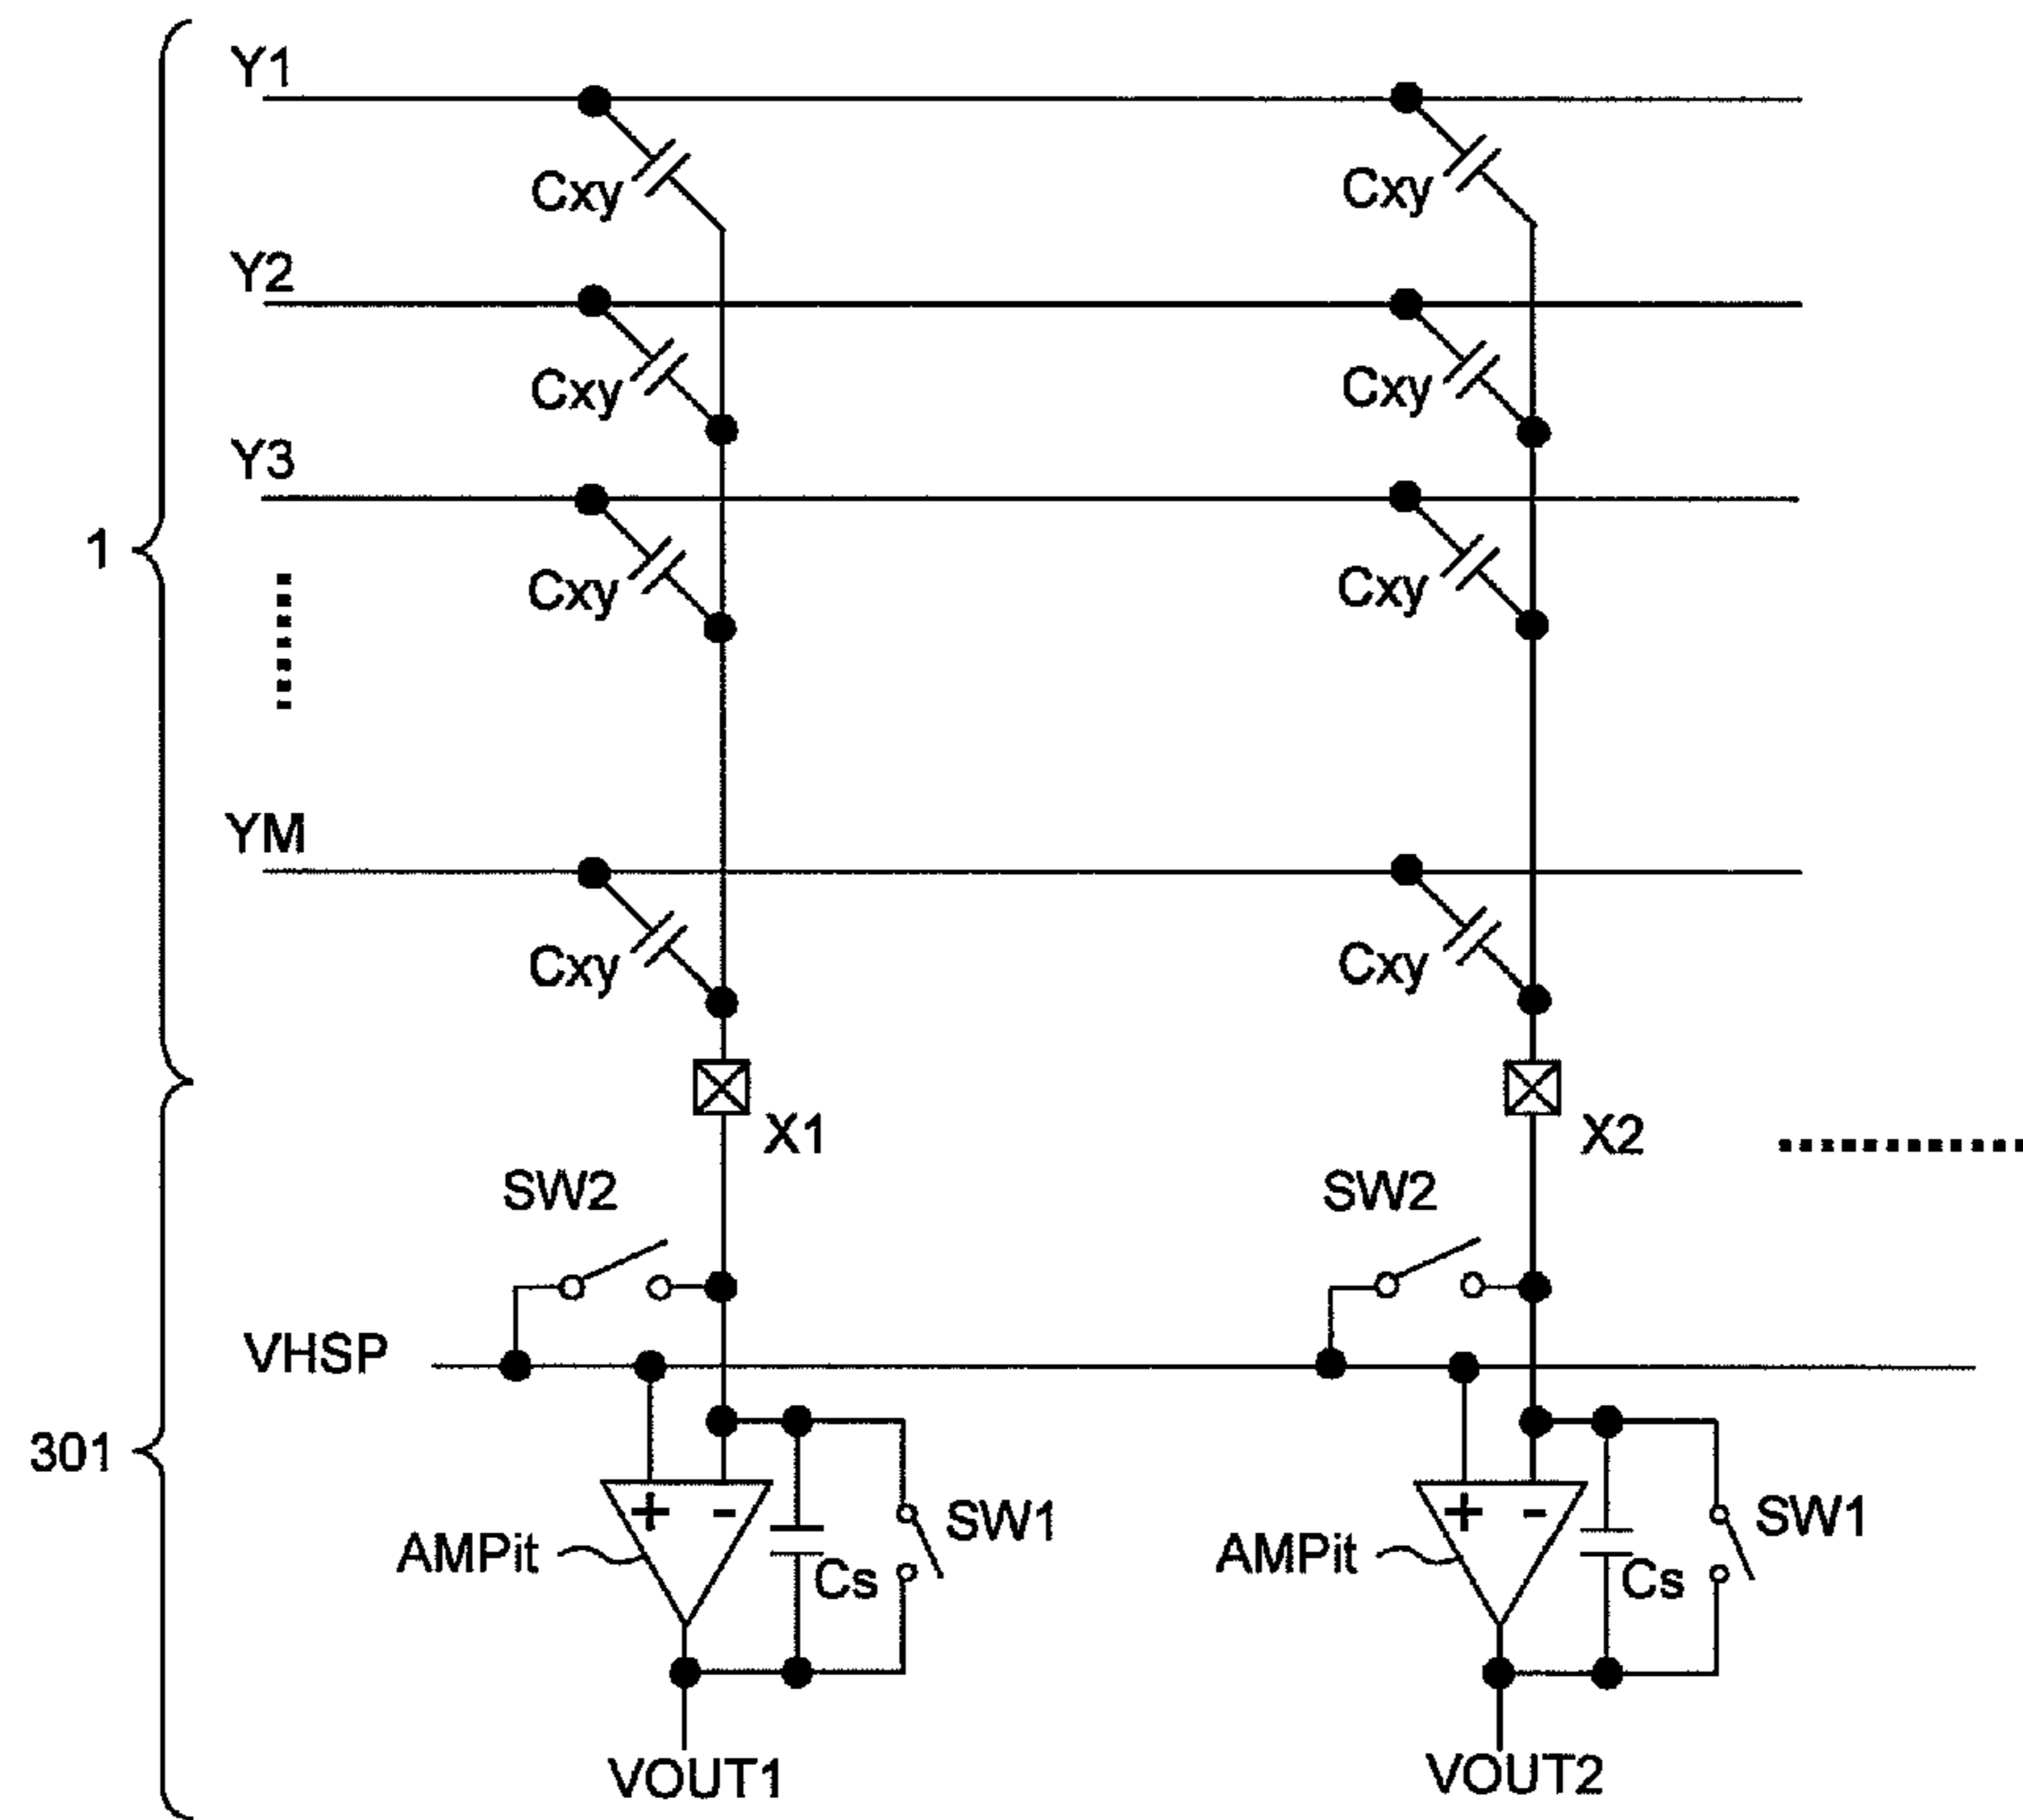 Y1
Cxy Cxy
Y2
Cxy Cxy
Y3
1
Cxy Cxy
YM
Cxy Cxy
X1 X2
SW2 SW2
VHSP
301
AMPit + - Cs SW1 AMPit + - Cs SW1
VOUT1 VOUT2